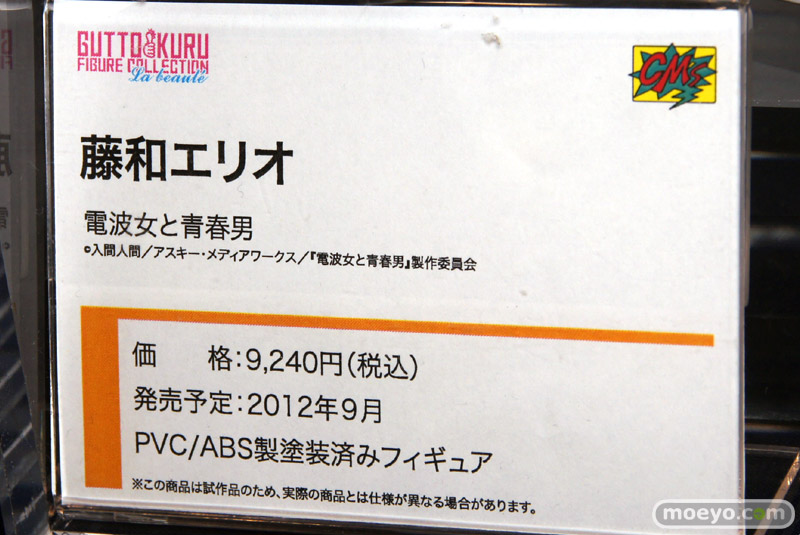 GUTTO KURU
FIGURE COLLECTION
La beauté
CM's
藤和エリオ
電波女と青春男
©入間人間／アスキー・メディアワークス／『電波女と青春男』製作委員会
価　　格：9,240円（税込）
発売予定：2012年9月
PVC/ABS製塗装済みフィギュア
※この商品は試作品のため、実際の商品とは仕様が異なる場合があります。
moeyo.com